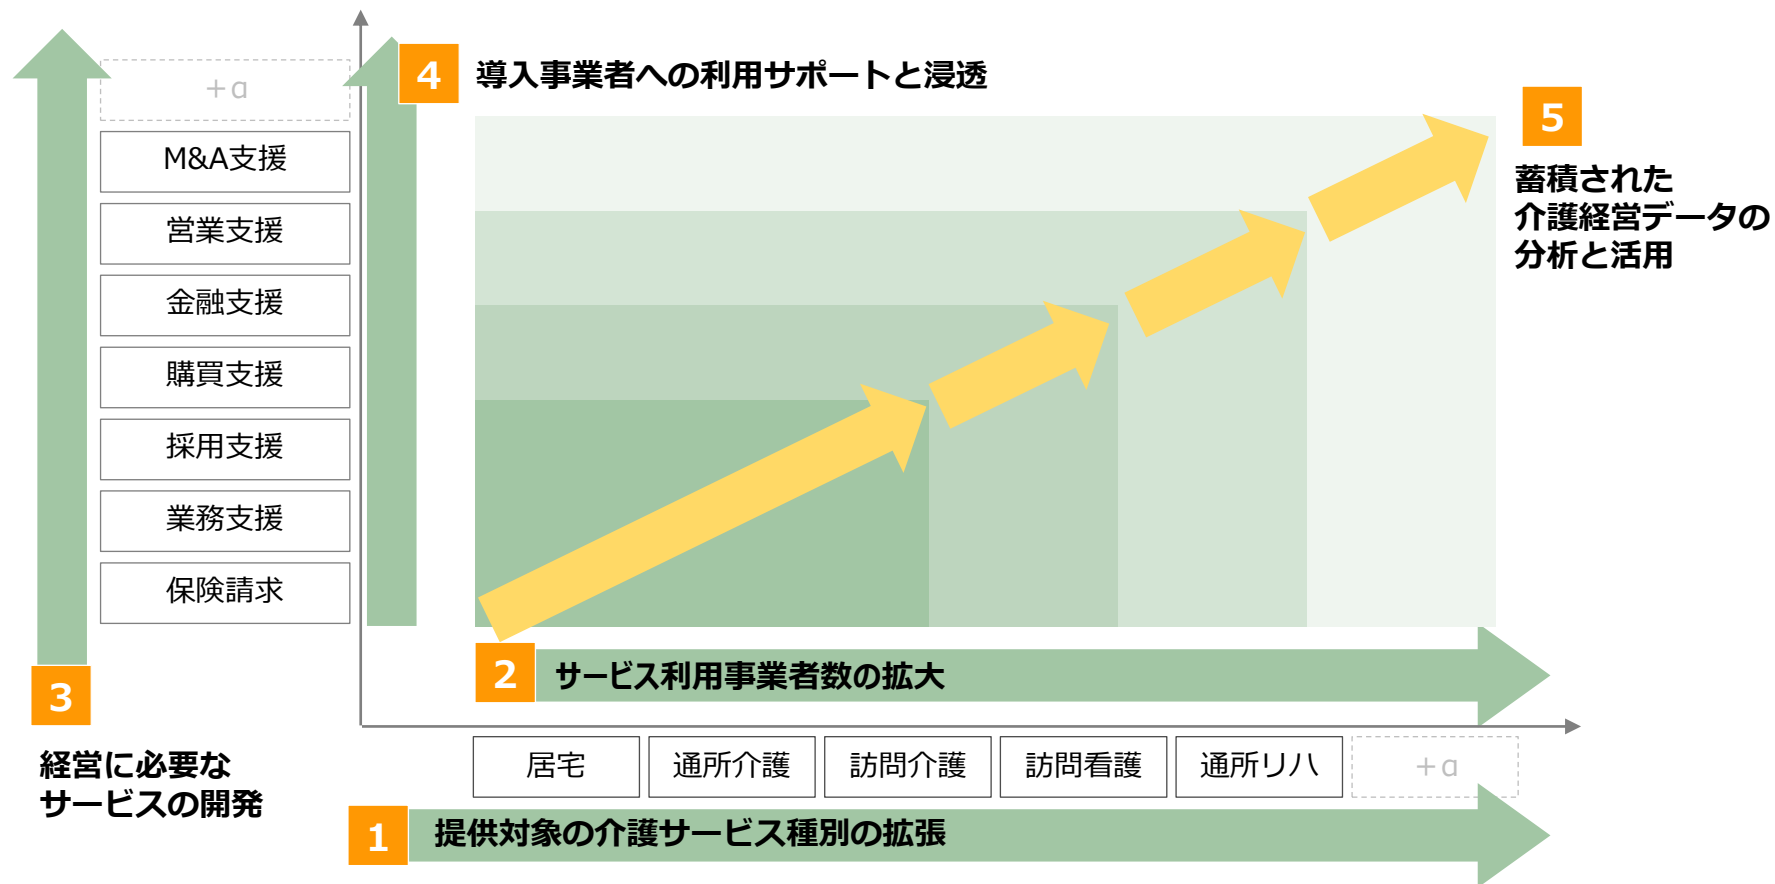 4
導入事業者への利用サポートと浸透
+α
M&A支援
営業支援
金融支援
購買支援
採用支援
業務支援
保険請求
5
蓄積された
介護経営データの
分析と活用
3
経営に必要な
サービスの開発
2
サービス利用事業者数の拡大
居宅
通所介護
訪問介護
訪問看護
通所リハ
+α
1
提供対象の介護サービス種別の拡張